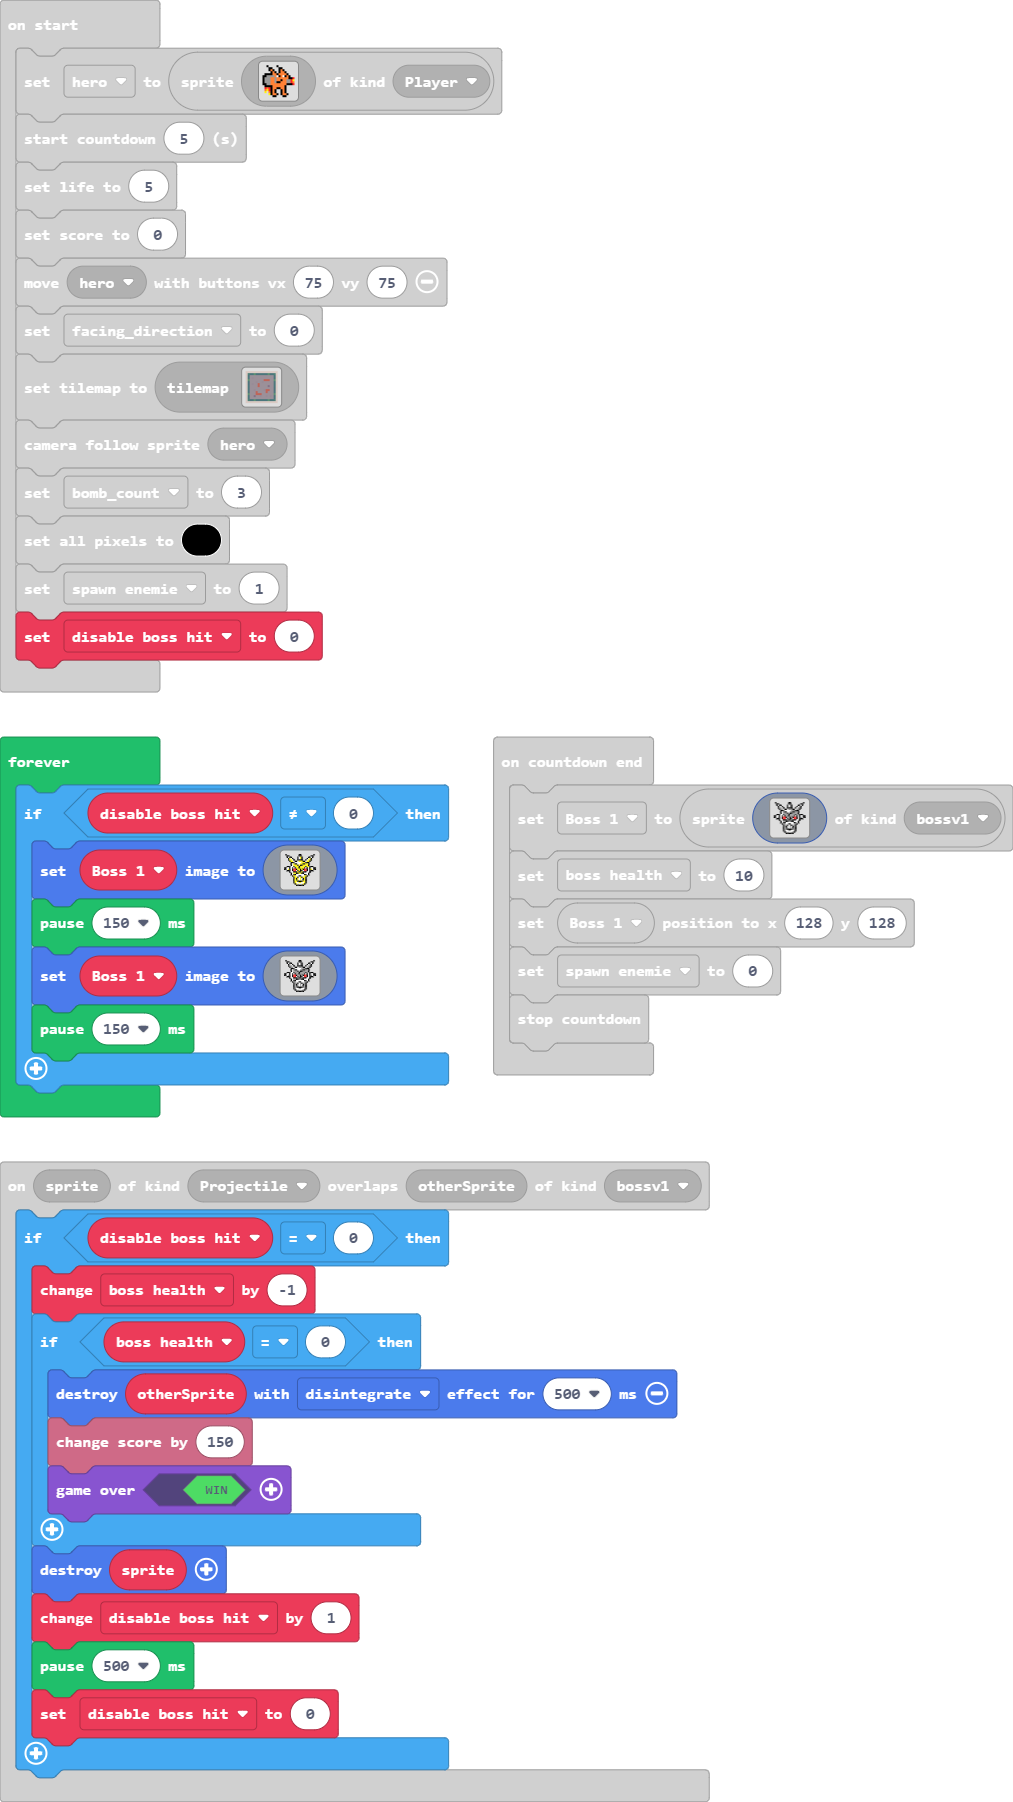 on start
set hero to sprite of kind Player
start countdown 5 (s)
set life to 5
set score to 0
move hero with buttons vx 75 vy 75
set facing_direction to 0
set tilemap to tilemap
camera follow sprite hero
set bomb_count to 3
set all pixels to
set spawn enemie to 1
set disable boss hit to 0
forever
if disable boss hit ≠ 0 then
set Boss 1 image to
pause 150 ms
set Boss 1 image to
pause 150 ms
on countdown end
set Boss 1 to sprite of kind bossv1
set boss health to 10
set Boss 1 position to x 128 y 128
set spawn enemie to 0
stop countdown
on sprite of kind Projectile overlaps otherSprite of kind bossv1
if disable boss hit = 0 then
change boss health by -1
if boss health = 0 then
destroy otherSprite with disintegrate effect for 500 ms
change score by 150
game over WIN
destroy sprite
change disable boss hit by 1
pause 500 ms
set disable boss hit to 0